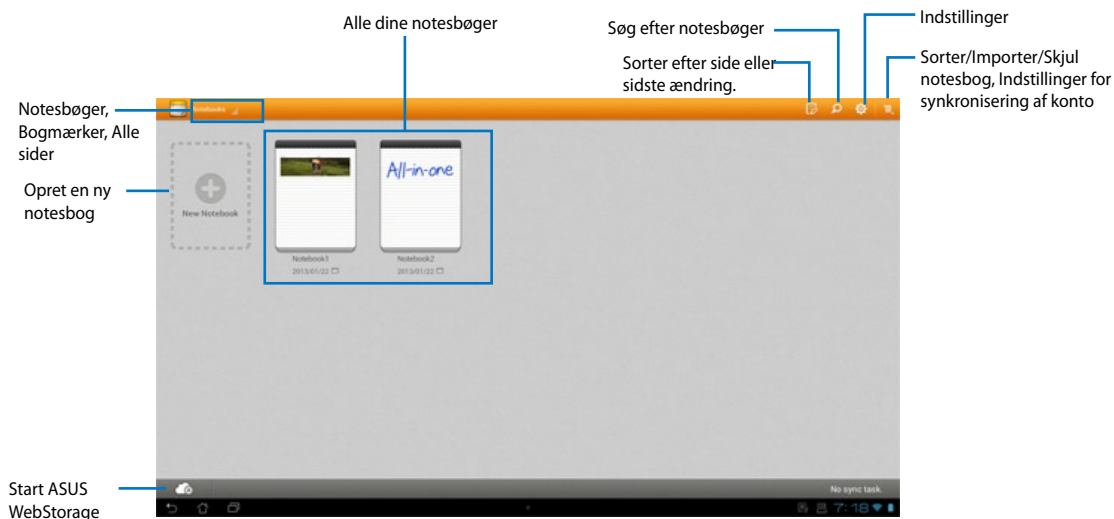 Alle dine notesbøger
Søg efter notesbøger
Indstillinger
Sorter efter side eller
sidste ændring.
Sorter/Importer/Skjul
notesbog, Indstillinger for
synkronisering af konto
Notesbøger,
Bogmærker, Alle
sider
Notebooks
Opret en ny
notesbog
New Notebook
All-in-one
Notebook1
2013/01/22
Notebook2
2013/01/22
Start ASUS
WebStorage
No sync task.
7:18